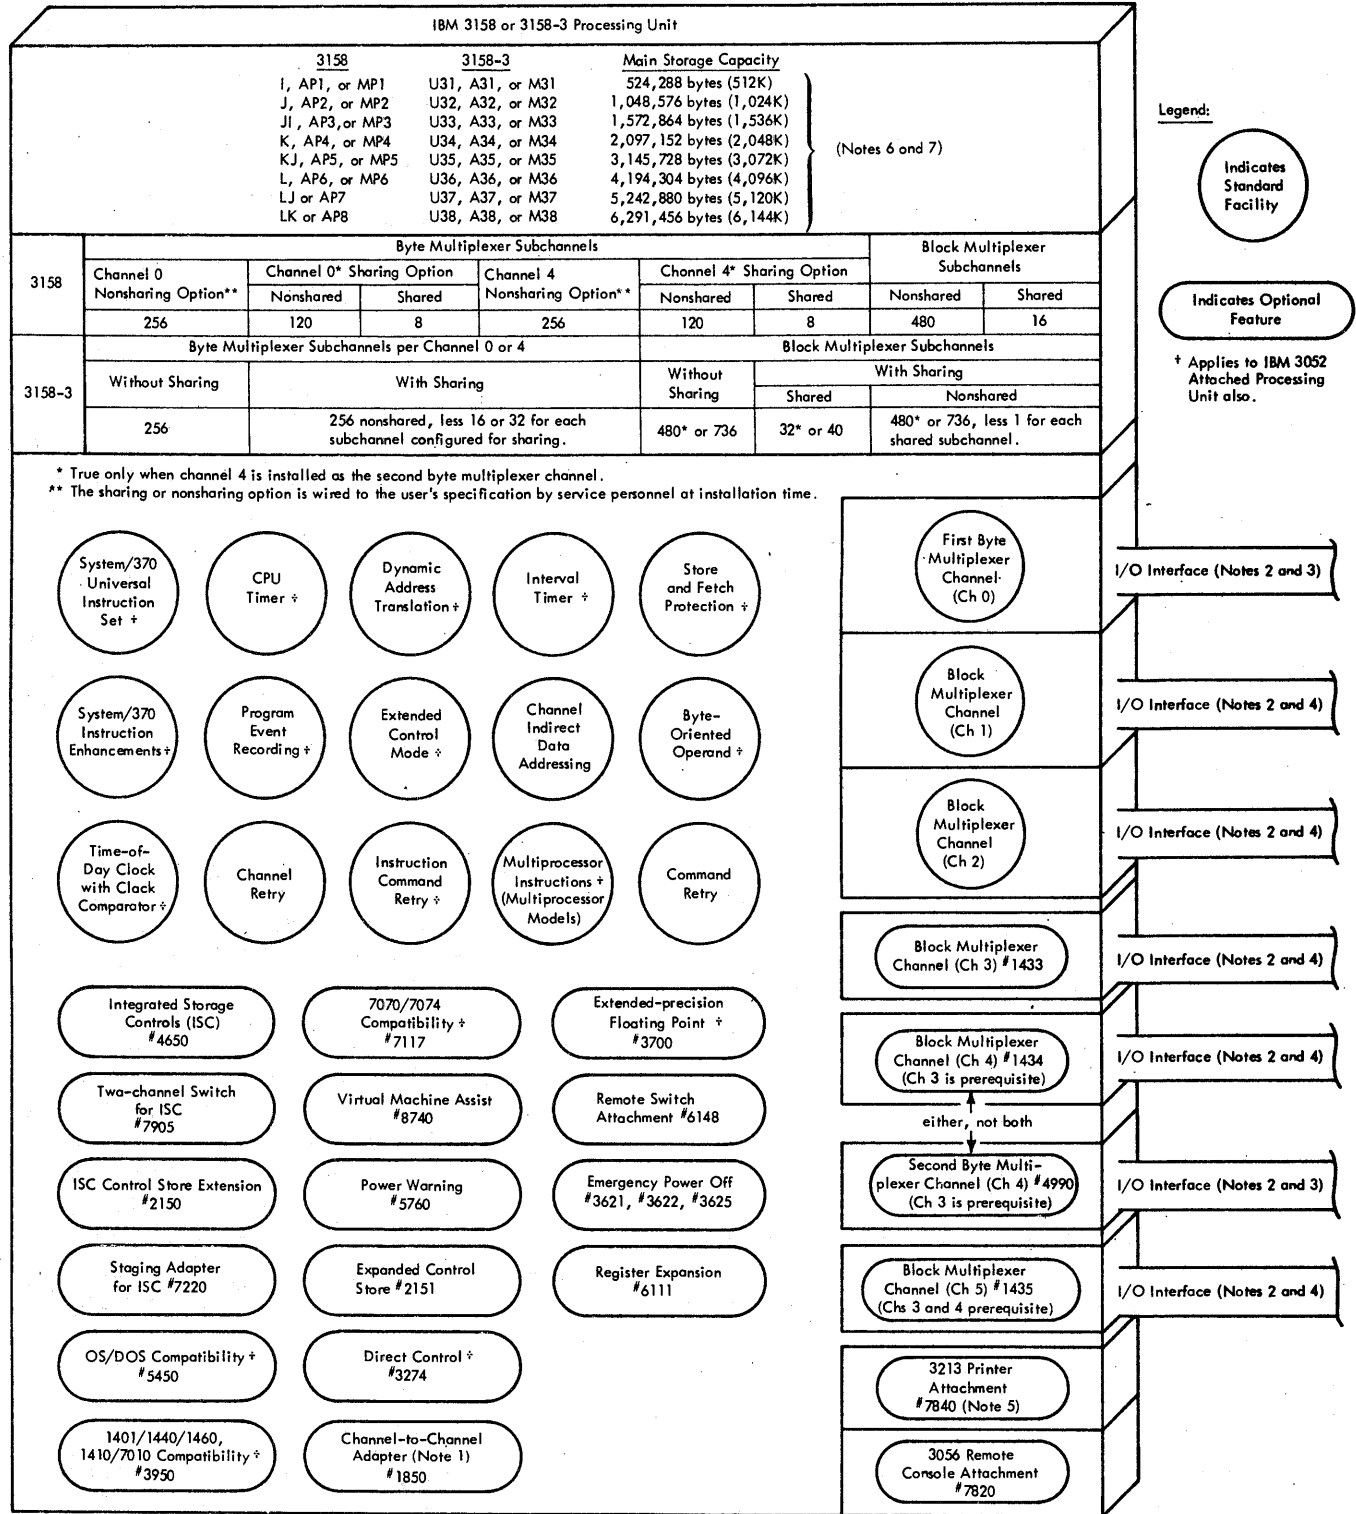 IBM 3158 or 3158-3 Processing Unit
3158 3158-3 Main Storage Capacity
I, AP1, or MP1 U31, A31, or M31 524,288 bytes (512K)
J, AP2, or MP2 U32, A32, or M32 1,048,576 bytes (1,024K)
JI, AP3,or MP3 U33, A33, or M33 1,572,864 bytes (1,536K)
K, AP4, or MP4 U34, A34, or M34 2,097,152 bytes (2,048K)
KJ, AP5, or MP5 U35, A35, or M35 3,145,728 bytes (3,072K)
L, AP6, or MP6 U36, A36, or M36 4,194,304 bytes (4,096K)
LJ or AP7 U37, A37, or M37 5,242,880 bytes (5,120K)
LK or AP8 U38, A38, or M38 6,291,456 bytes (6,144K)
(Notes 6 and 7)
Legend:
Indicates
Standard
Facility
Indicates Optional
Feature
† Applies to IBM 3052
Attached Processing
Unit also.
3158
Byte Multiplexer Subchannels
Block Multiplexer
Subchannels
Channel 0
Nonsharing Option**
Channel 0* Sharing Option
Channel 4
Nonsharing Option**
Channel 4* Sharing Option
Nonshared Shared Nonshared Shared Nonshared Shared
256 120 8 256 120 8 480 16
3158-3
Byte Multiplexer Subchannels per Channel 0 or 4
Block Multiplexer Subchannels
Without Sharing
With Sharing
Without
Sharing
With Sharing
Shared Nonshared
256
256 nonshared, less 16 or 32 for each
subchannel configured for sharing.
480* or 736
32* or 40
480* or 736, less 1 for each
shared subchannel.
* True only when channel 4 is installed as the second byte multiplexer channel.
** The sharing or nonsharing option is wired to the user's specification by service personnel at installation time.
System/370
Universal
Instruction
Set †
CPU
Timer †
Dynamic
Address
Translation †
Interval
Timer †
Store
and Fetch
Protection †
System/370
Instruction
Enhancements †
Program
Event
Recording †
Extended
Control
Mode †
Channel
Indirect
Data
Addressing
Byte-
Oriented
Operand †
Time-of-
Day Clock
with Clock
Comparator †
Channel
Retry
Instruction
Command
Retry †
Multiprocessor
Instructions †
(Multiprocessor
Models)
Command
Retry
Integrated Storage
Controls (ISC)
#4650
7070/7074
Compatibility †
#7117
Extended-precision
Floating Point †
#3700
Two-channel Switch
for ISC
#7905
Virtual Machine Assist
#8740
Remote Switch
Attachment #6148
ISC Control Store Extension
#2150
Power Warning
#5760
Emergency Power Off
#3621, #3622, #3625
Staging Adapter
for ISC #7220
Expanded Control
Store #2151
Register Expansion
#6111
OS/DOS Compatibility †
#5450
Direct Control †
#3274
1401/1440/1460,
1410/7010 Compatibility †
#3950
Channel-to-Channel
Adapter (Note 1)
#1850
First Byte
Multiplexer
Channel
(Ch 0)
I/O Interface (Notes 2 and 3)
Block
Multiplexer
Channel
(Ch 1)
I/O Interface (Notes 2 and 4)
Block
Multiplexer
Channel
(Ch 2)
I/O Interface (Notes 2 and 4)
Block Multiplexer
Channel (Ch 3) #1433
I/O Interface (Notes 2 and 4)
Block Multiplexer
Channel (Ch 4) #1434
(Ch 3 is prerequisite)
I/O Interface (Notes 2 and 4)
either, not both
Second Byte Multi-
plexer Channel (Ch 4) #4990
(Ch 3 is prerequisite)
I/O Interface (Notes 2 and 3)
Block Multiplexer
Channel (Ch 5) #1435
(Chs 3 and 4 prerequisite)
I/O Interface (Notes 2 and 4)
3213 Printer
Attachment
#7840 (Note 5)
3056 Remote
Console Attachment
#7820